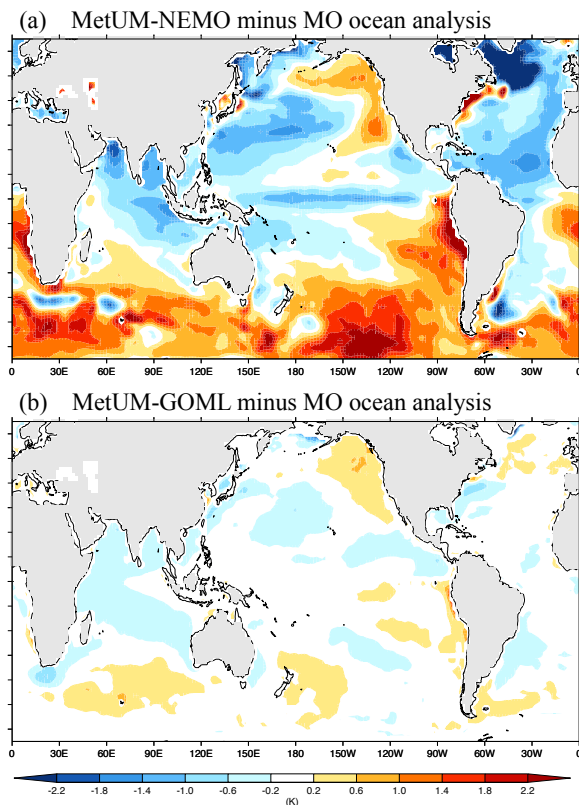 (a) MetUM-NEMO minus MO ocean analysis
0 30E 60E 90E 120E 150E 180 150W 120W 90W 60W 30W 0
(b) MetUM-GOML minus MO ocean analysis
0 30E 60E 90E 120E 150E 180 150W 120W 90W 60W 30W 0
-2.2 -1.8 -1.4 -1.0 -0.6 -0.2 0.2 0.6 1.0 1.4 1.8 2.2
(K)